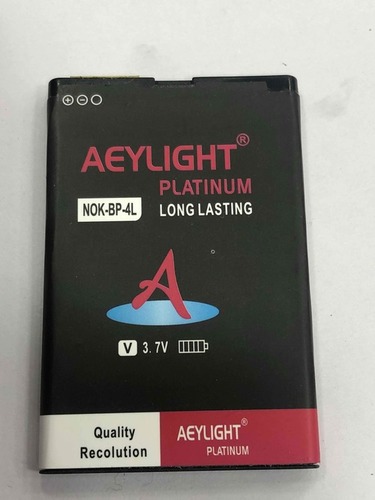 AEYLIGHT®
PLATINUM
NOK-BP-4L LONG LASTING
A
V 3.7V
Quality
Recolution
AEYLIGHT®
PLATINUM